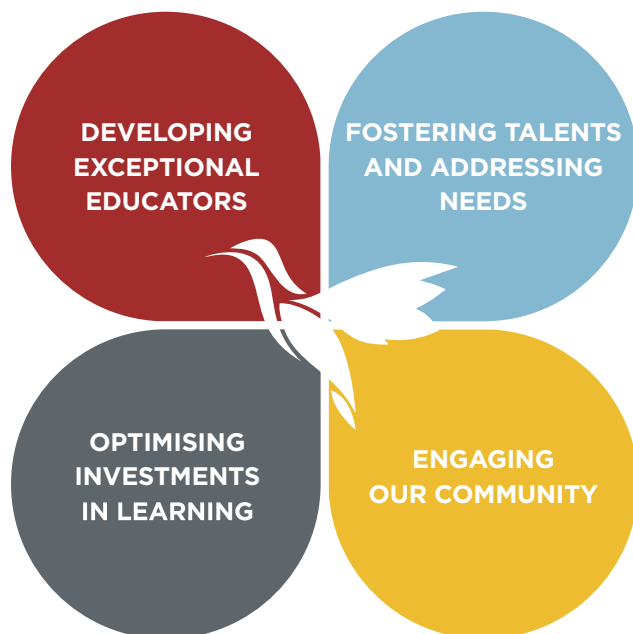 DEVELOPING
EXCEPTIONAL
EDUCATORS
FOSTERING TALENTS
AND ADDRESSING
NEEDS
OPTIMISING
INVESTMENTS
IN LEARNING
ENGAGING
OUR COMMUNITY